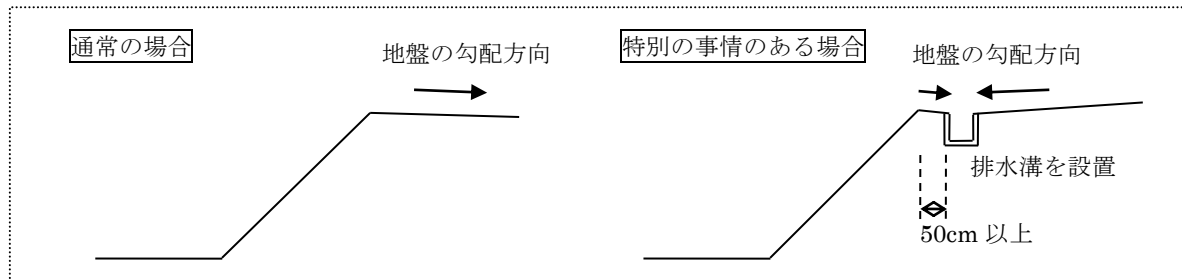 通常の場合
地盤の勾配方向
特別の事情のある場合
地盤の勾配方向
排水溝を設置
50cm 以上